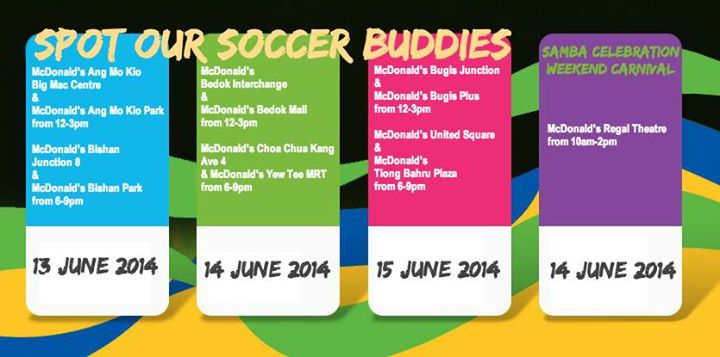 SPOT OUR SOCCER BUDDIES
McDonald's Ang Mo Kio
Big Mac Centre
&
McDonald's Ang Mo Kio Park
from 12-3pm
McDonald's Bishan
Junction 8
&
McDonald's Bishan Park
from 6-9pm
13 JUNE 2014
McDonald's
Bedok Interchange
&
McDonald's Bedok Mall
from 12-3pm
McDonald's Choa Chua Kang
Ave 4
& McDonald's Yew Tee MRT
from 6-9pm
14 JUNE 2014
McDonald's Bugis Junction
&
McDonald's Bugis Plus
from 12-3pm
McDonald's United Square
&
McDonald's
Tiong Bahru Plaza
from 6-9pm
15 JUNE 2014
SAMBA CELEBRATION
WEEKEND CARNIVAL
McDonald's Regal Theatre
from 10am-2pm
14 JUNE 2014